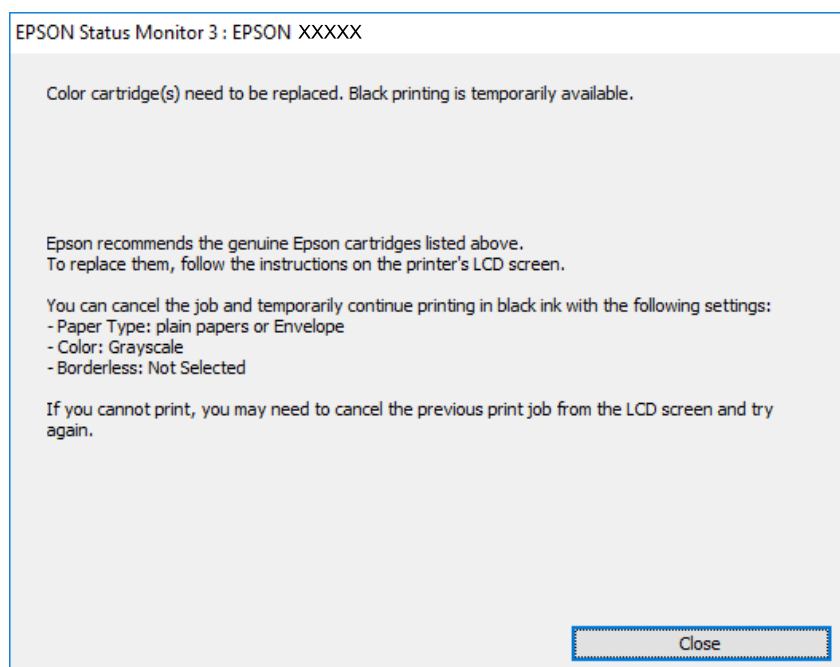 EPSON Status Monitor 3 : EPSON XXXXX
Color cartridge(s) need to be replaced. Black printing is temporarily available.
Epson recommends the genuine Epson cartridges listed above.
To replace them, follow the instructions on the printer's LCD screen.
You can cancel the job and temporarily continue printing in black ink with the following settings:
- Paper Type: plain papers or Envelope
- Color: Grayscale
- Borderless: Not Selected
If you cannot print, you may need to cancel the previous print job from the LCD screen and try
again.
Close